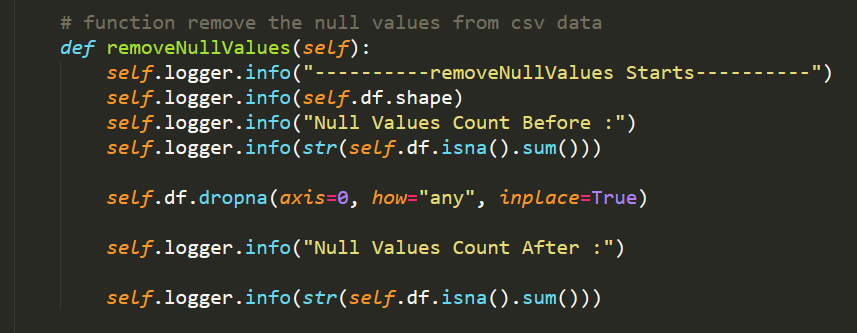 # function remove the null values from csv data
def removeNullValues(self):
self.logger.info("----------removeNullValues Starts----------")
self.logger.info(self.df.shape)
self.logger.info("Null Values Count Before :")
self.logger.info(str(self.df.isna().sum()))
self.df.dropna(axis=0, how="any", inplace=True)
self.logger.info("Null Values Count After :")
self.logger.info(str(self.df.isna().sum()))